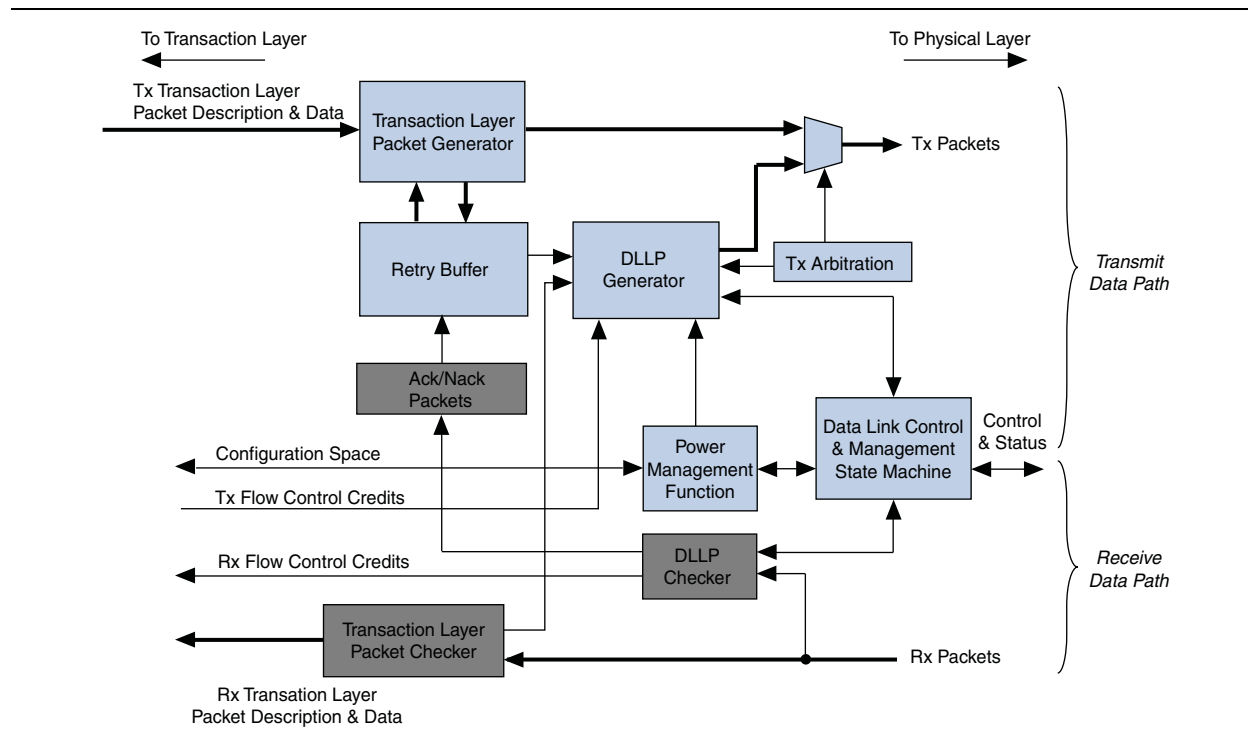 To Transaction Layer
To Physical Layer
Tx Transaction Layer
Packet Description & Data
Transaction Layer
Packet Generator
Tx Packets
Retry Buffer
DLLP
Generator
Tx Arbitration
Transmit
Data Path
Ack/Nack
Packets
Configuration Space
Tx Flow Control Credits
Power
Management
Function
Data Link Control
& Management
State Machine
Control
& Status
Rx Flow Control Credits
DLLP
Checker
Receive
Data Path
Transaction Layer
Packet Checker
Rx Packets
Rx Transation Layer
Packet Description & Data